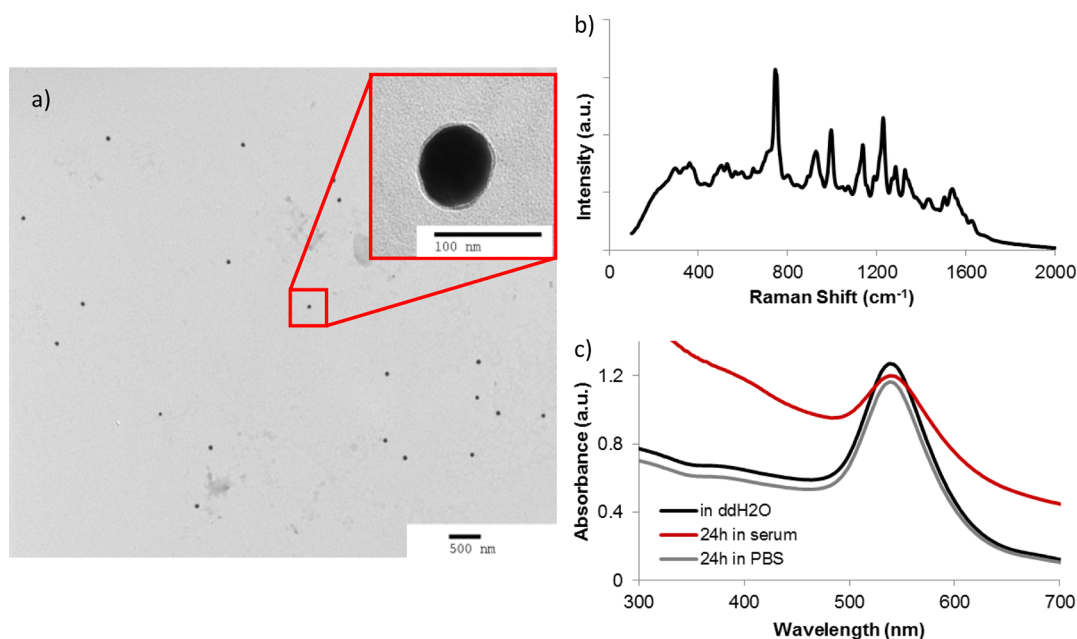 a)
100 nm
500 nm
b)
Intensity (a.u.)
0
400
800
1200
1600
2000
Raman Shift (cm-1)
c)
Absorbance (a.u.)
1.2
0.8
0.4
0
in ddH2O
24h in serum
24h in PBS
300
400
500
600
700
Wavelength (nm)